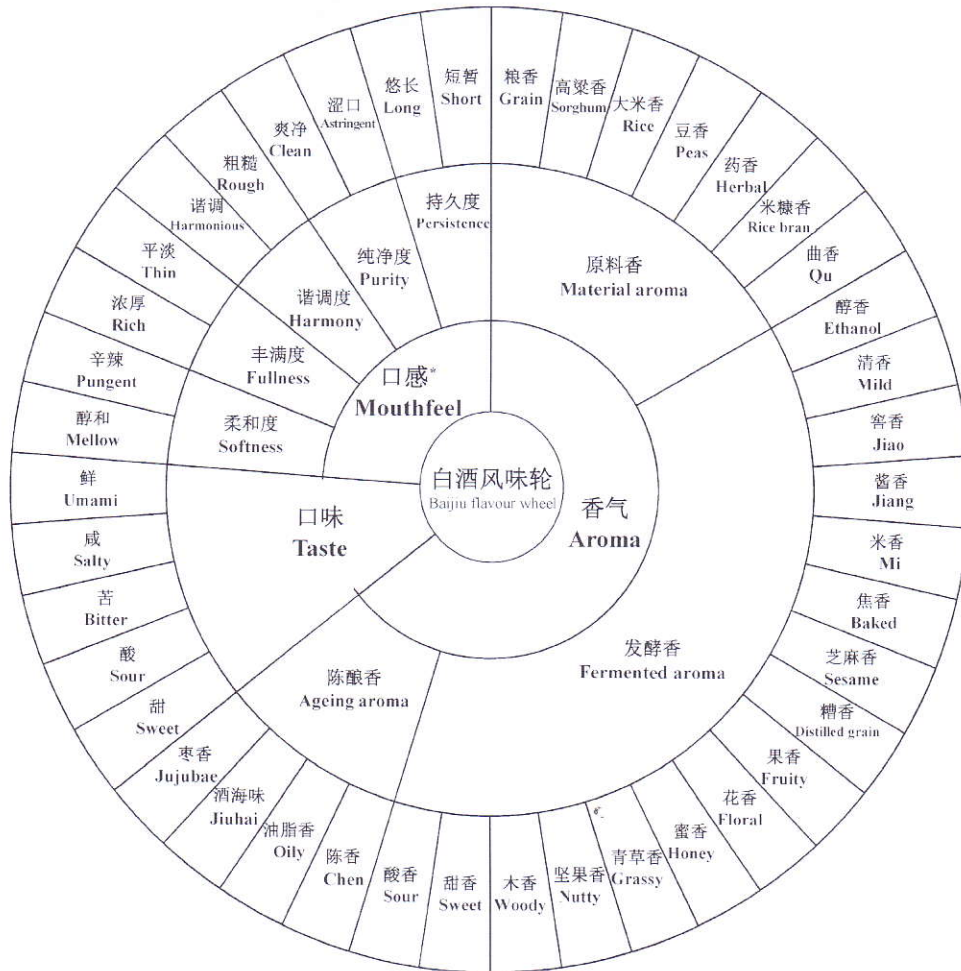 白酒风味轮
Baijiu flavour wheel
香气
Aroma
口味
Taste
口感*
Mouthfeel
原料香
Material aroma
发酵香
Fermented aroma
陈酿香
Ageing aroma
柔和度
Softness
丰满度
Fullness
谐调度
Harmony
纯净度
Purity
持久度
Persistence
粮香
Grain
高粱香
Sorghum
大米香
Rice
豆香
Peas
药香
Herbal
米糠香
Rice bran
曲香
Qu
醇香
Ethanol
清香
Mild
窖香
Jiao
酱香
Jiang
米香
Mi
焦香
Baked
芝麻香
Sesame
糟香
Distilled grain
果香
Fruity
花香
Floral
蜜香
Honey
青草香
Grassy
坚果香
Nutty
木香
Woody
甜香
Sweet
酸香
Sour
陈香
Chen
油脂香
Oily
酒海味
Jiuhai
枣香
Jujubae
甜
Sweet
酸
Sour
苦
Bitter
咸
Salty
鲜
Umami
醇和
Mellow
辛辣
Pungent
浓厚
Rich
平淡
Thin
谐调
Harmonious
粗糙
Rough
爽净
Clean
涩口
Astringent
悠长
Long
短暂
Short